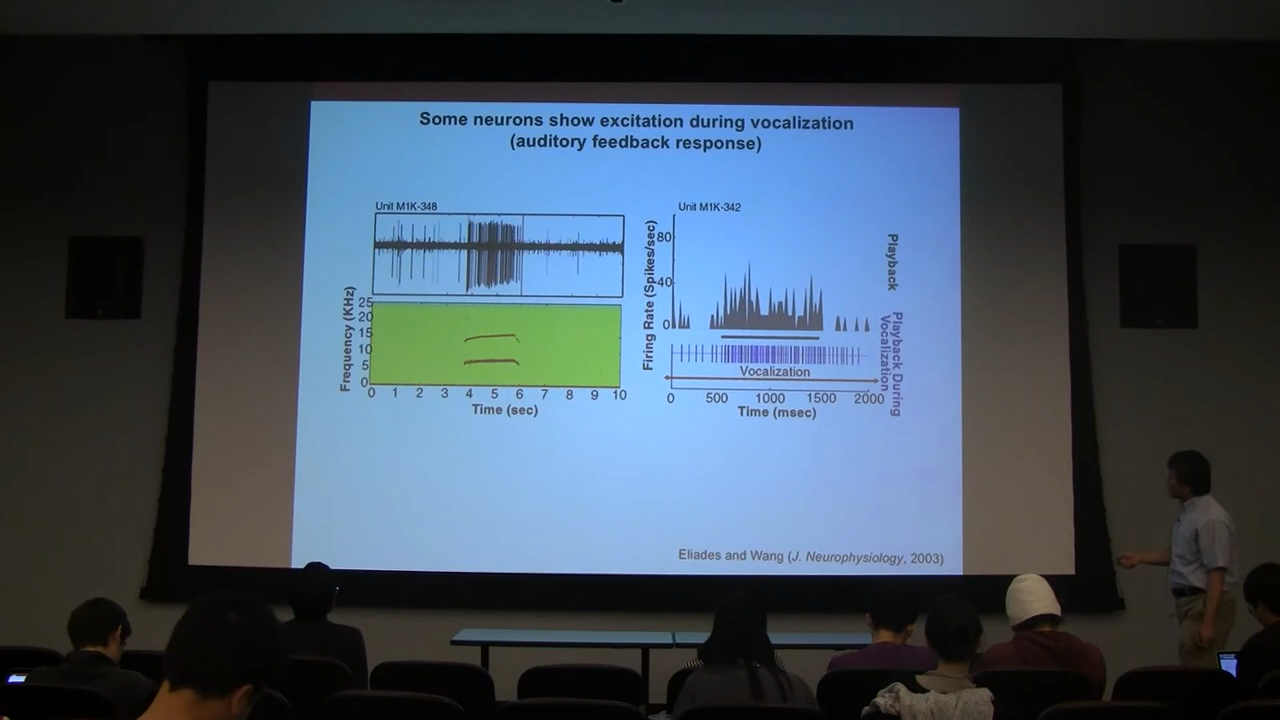 Some neurons show excitation during vocalization
(auditory feedback response)
Unit M1K-348
Frequency (KHz)
25
20
15
10
5
0
0 1 2 3 4 5 6 7 8 9 10
Time (sec)
Unit M1K-342
Firing Rate (Spikes/sec)
80
40
0
Vocalization
0 500 1000 1500 2000
Time (msec)
Playback
Playback During
Vocalization
Eliades and Wang (J. Neurophysiology, 2003)